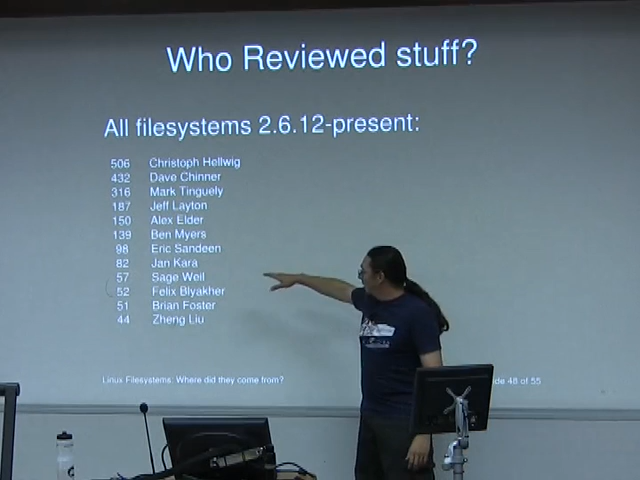 Who Reviewed stuff?
All filesystems 2.6.12-present:
506 Christoph Hellwig
432 Dave Chinner
316 Mark Tinguely
187 Jeff Layton
150 Alex Elder
139 Ben Myers
98 Eric Sandeen
82 Jan Kara
57 Sage Weil
52 Felix Blyakher
51 Brian Foster
44 Zheng Liu
Linux Filesystems: Where did they come from?
de 48 of 55